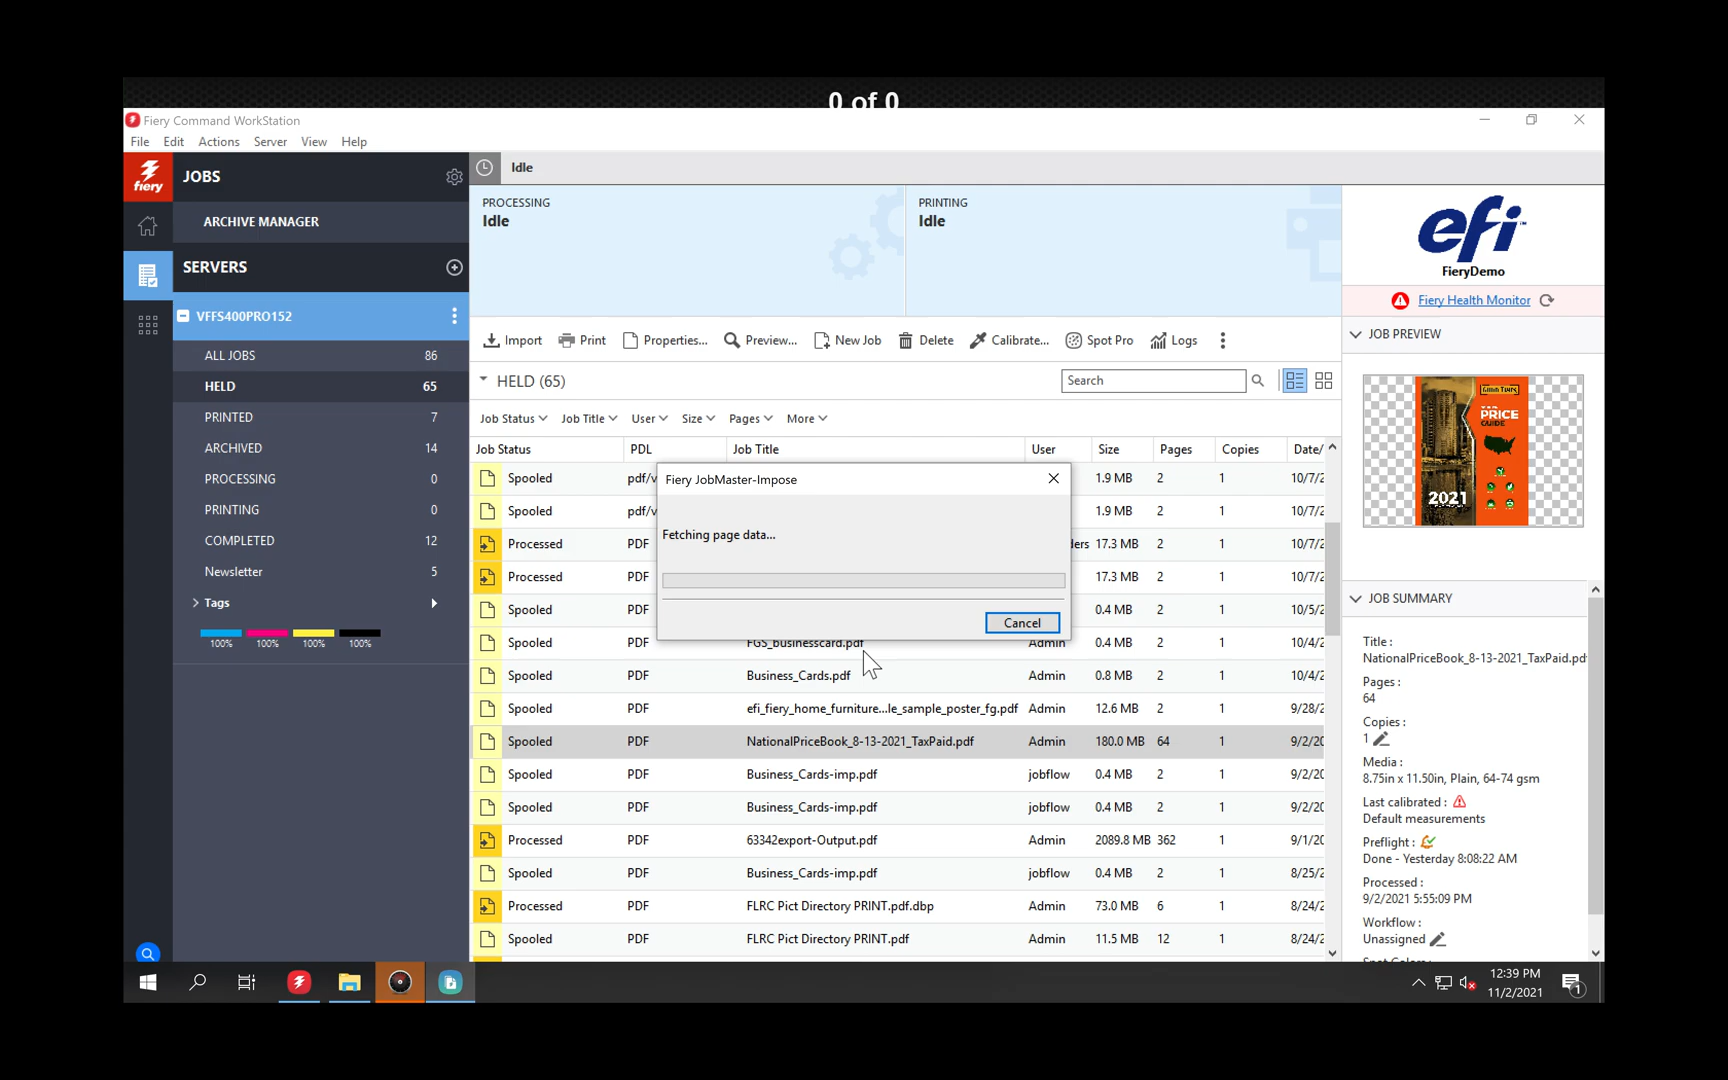 0 of 0
Fiery Command WorkStation
File Edit Actions Server View Help
fiery
JOBS
Idle
ARCHIVE MANAGER
SERVERS
VFFS400PRO152
ALL JOBS 86
HELD 65
PRINTED 7
ARCHIVED 14
PROCESSING 0
PRINTING 0
COMPLETED 12
Newsletter 5
Tags
100% 100% 100% 100%
PROCESSING
Idle
PRINTING
Idle
efi
FieryDemo
Fiery Health Monitor
Import Print Properties... Preview... New Job Delete Calibrate... Spot Pro Logs
HELD (65)
Search
Job Status Job Title User Size Pages More
Job Status PDL Job Title User Size Pages Copies Date/
Spooled pdf/v 1.9 MB 2 1 10/7/2
Spooled pdf/v 1.9 MB 2 1 10/7/2
Processed PDF ders 17.3 MB 2 1 10/7/2
Processed PDF 17.3 MB 2 1 10/7/2
Spooled PDF 0.4 MB 2 1 10/5/2
Spooled PDF FGS_businesscard.pdf Admin 0.4 MB 2 1 10/4/2
Spooled PDF Business_Cards.pdf Admin 0.8 MB 2 1 10/4/2
Spooled PDF efi_fiery_home_furniture...le_sample_poster_fg.pdf Admin 12.6 MB 2 1 9/28/2
Spooled PDF NationalPriceBook_8-13-2021_TaxPaid.pdf Admin 180.0 MB 64 1 9/2/20
Spooled PDF Business_Cards-imp.pdf jobflow 0.4 MB 2 1 9/2/20
Spooled PDF Business_Cards-imp.pdf jobflow 0.4 MB 2 1 9/2/20
Processed PDF 63342export-Output.pdf Admin 2089.8 MB 362 1 9/1/20
Spooled PDF Business_Cards-imp.pdf jobflow 0.4 MB 2 1 8/25/2
Processed PDF FLRC Pict Directory PRINT.pdf.dbp Admin 73.0 MB 6 1 8/24/2
Spooled PDF FLRC Pict Directory PRINT.pdf Admin 11.5 MB 12 1 8/24/2
Fiery JobMaster-Impose
Fetching page data...
Cancel
JOB PREVIEW
PRICE
GUIDE
2021
JOB SUMMARY
Title :
NationalPriceBook_8-13-2021_TaxPaid.pd
Pages :
64
Copies :
1
Media :
8.75in x 11.50in, Plain, 64-74 gsm
Last calibrated :
Default measurements
Preflight :
Done - Yesterday 8:08:22 AM
Processed :
9/2/2021 5:55:09 PM
Workflow :
Unassigned
Spot Colors
12:39 PM
11/2/2021
1